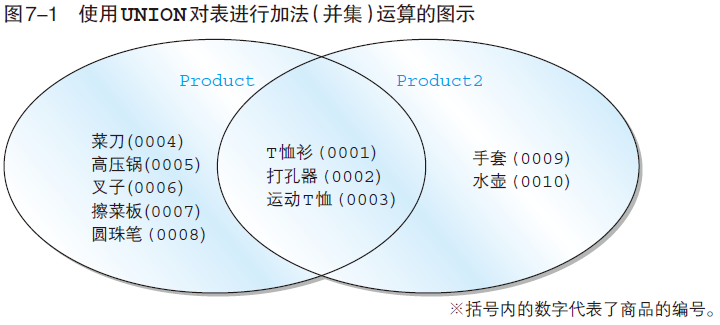 图7-1 使用UNION对表进行加法(并集)运算的图示
Product
Product2
菜刀(0004)
高压锅(0005)
叉子(0006)
擦菜板(0007)
圆珠笔(0008)
T恤衫(0001)
打孔器(0002)
运动T恤(0003)
手套(0009)
水壶(0010)
※括号内的数字代表了商品的编号。